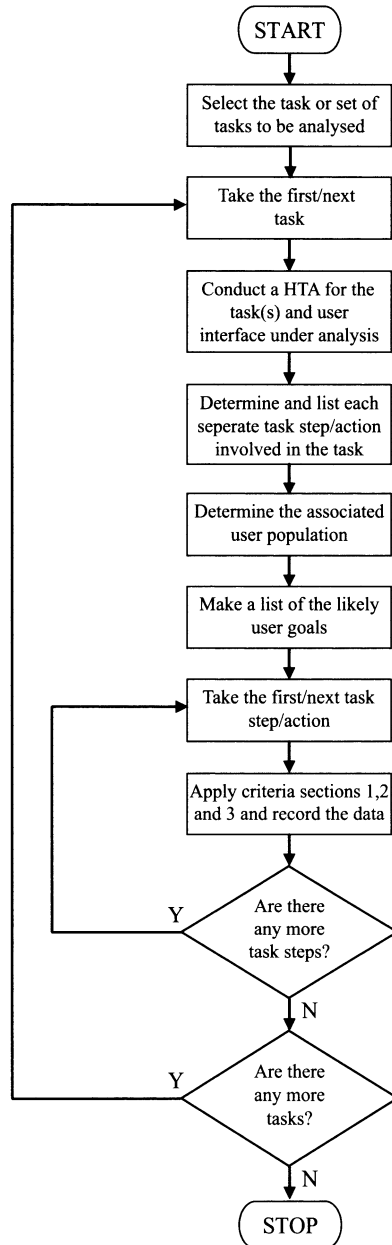 START
Select the task or set of
tasks to be analysed
Take the first/next
task
Conduct a HTA for the
task(s) and user
interface under analysis
Determine and list each
seperate task step/action
involved in the task
Determine the associated
user population
Make a list of the likely
user goals
Take the first/next task
step/action
Apply criteria sections 1,2
and 3 and record the data
Y
Are there
any more
task steps?
N
Y
Are there
any more
tasks?
N
STOP